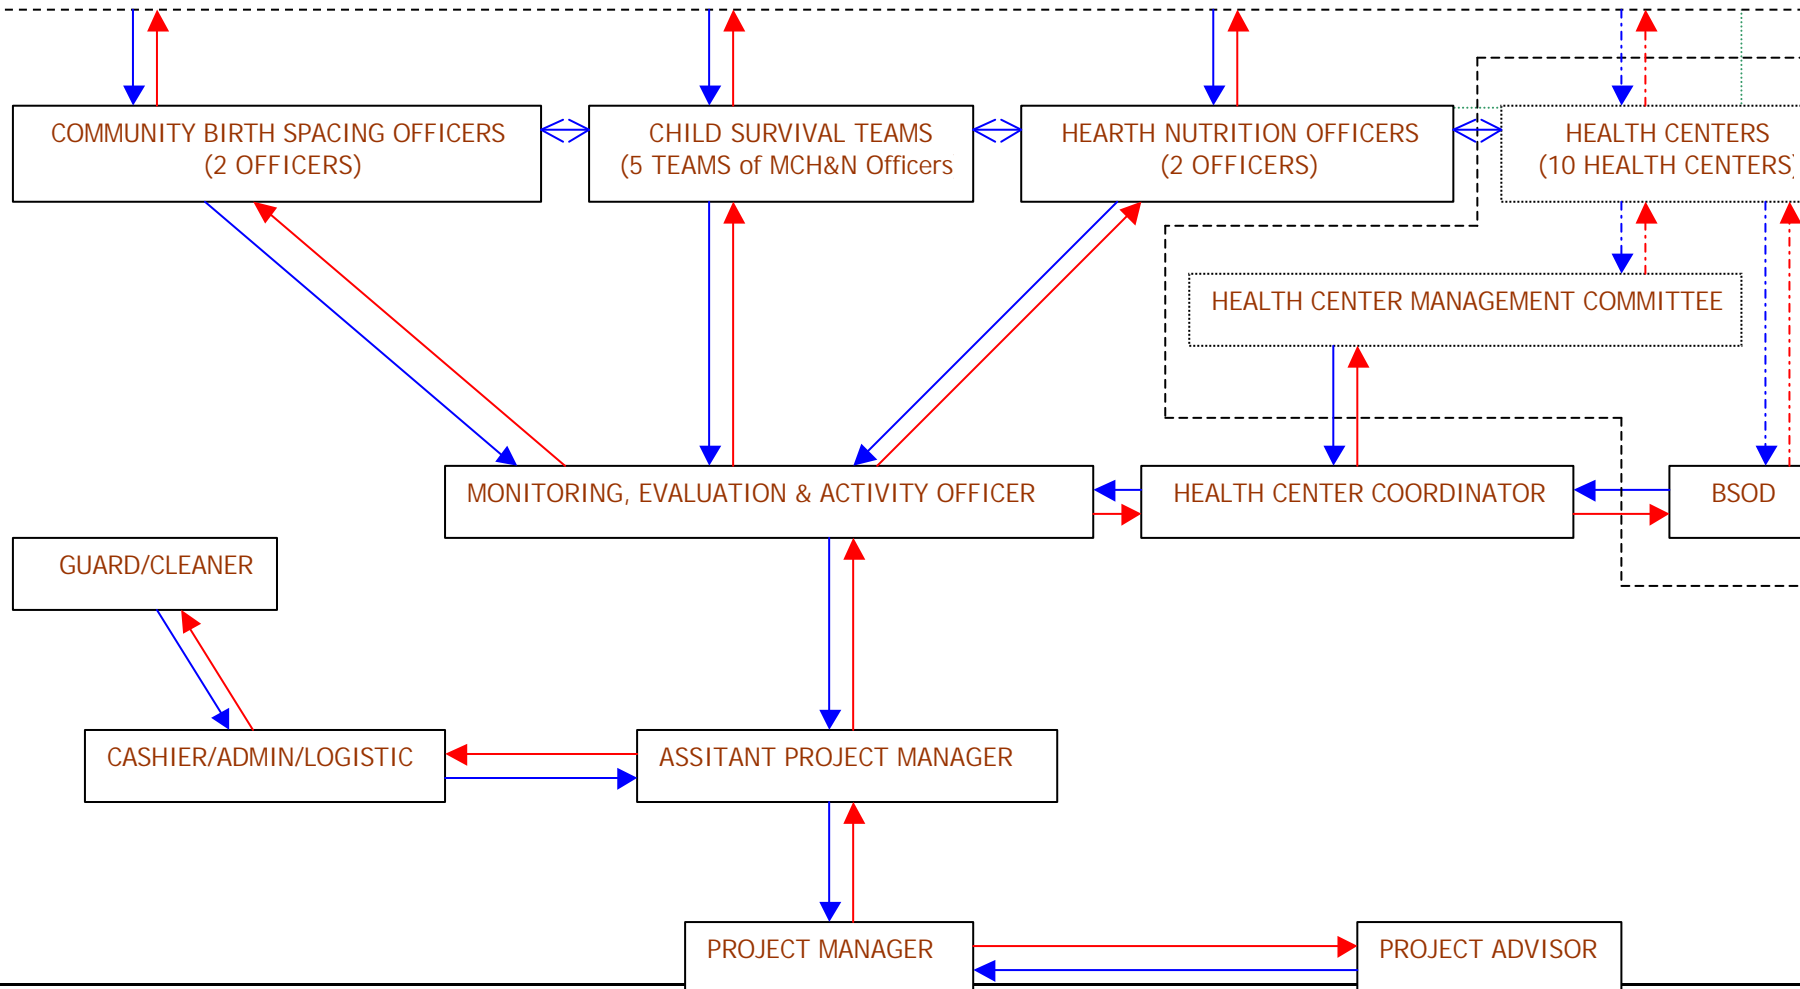 COMMUNITY BIRTH SPACING OFFICERS
(2 OFFICERS)
CHILD SURVIVAL TEAMS
(5 TEAMS of MCH&N Officers
HEARTH NUTRITION OFFICERS
(2 OFFICERS)
HEALTH CENTERS
(10 HEALTH CENTERS)
HEALTH CENTER MANAGEMENT COMMITTEE
MONITORING, EVALUATION & ACTIVITY OFFICER
HEALTH CENTER COORDINATOR
BSOD
GUARD/CLEANER
CASHIER/ADMIN/LOGISTIC
ASSITANT PROJECT MANAGER
PROJECT MANAGER
PROJECT ADVISOR